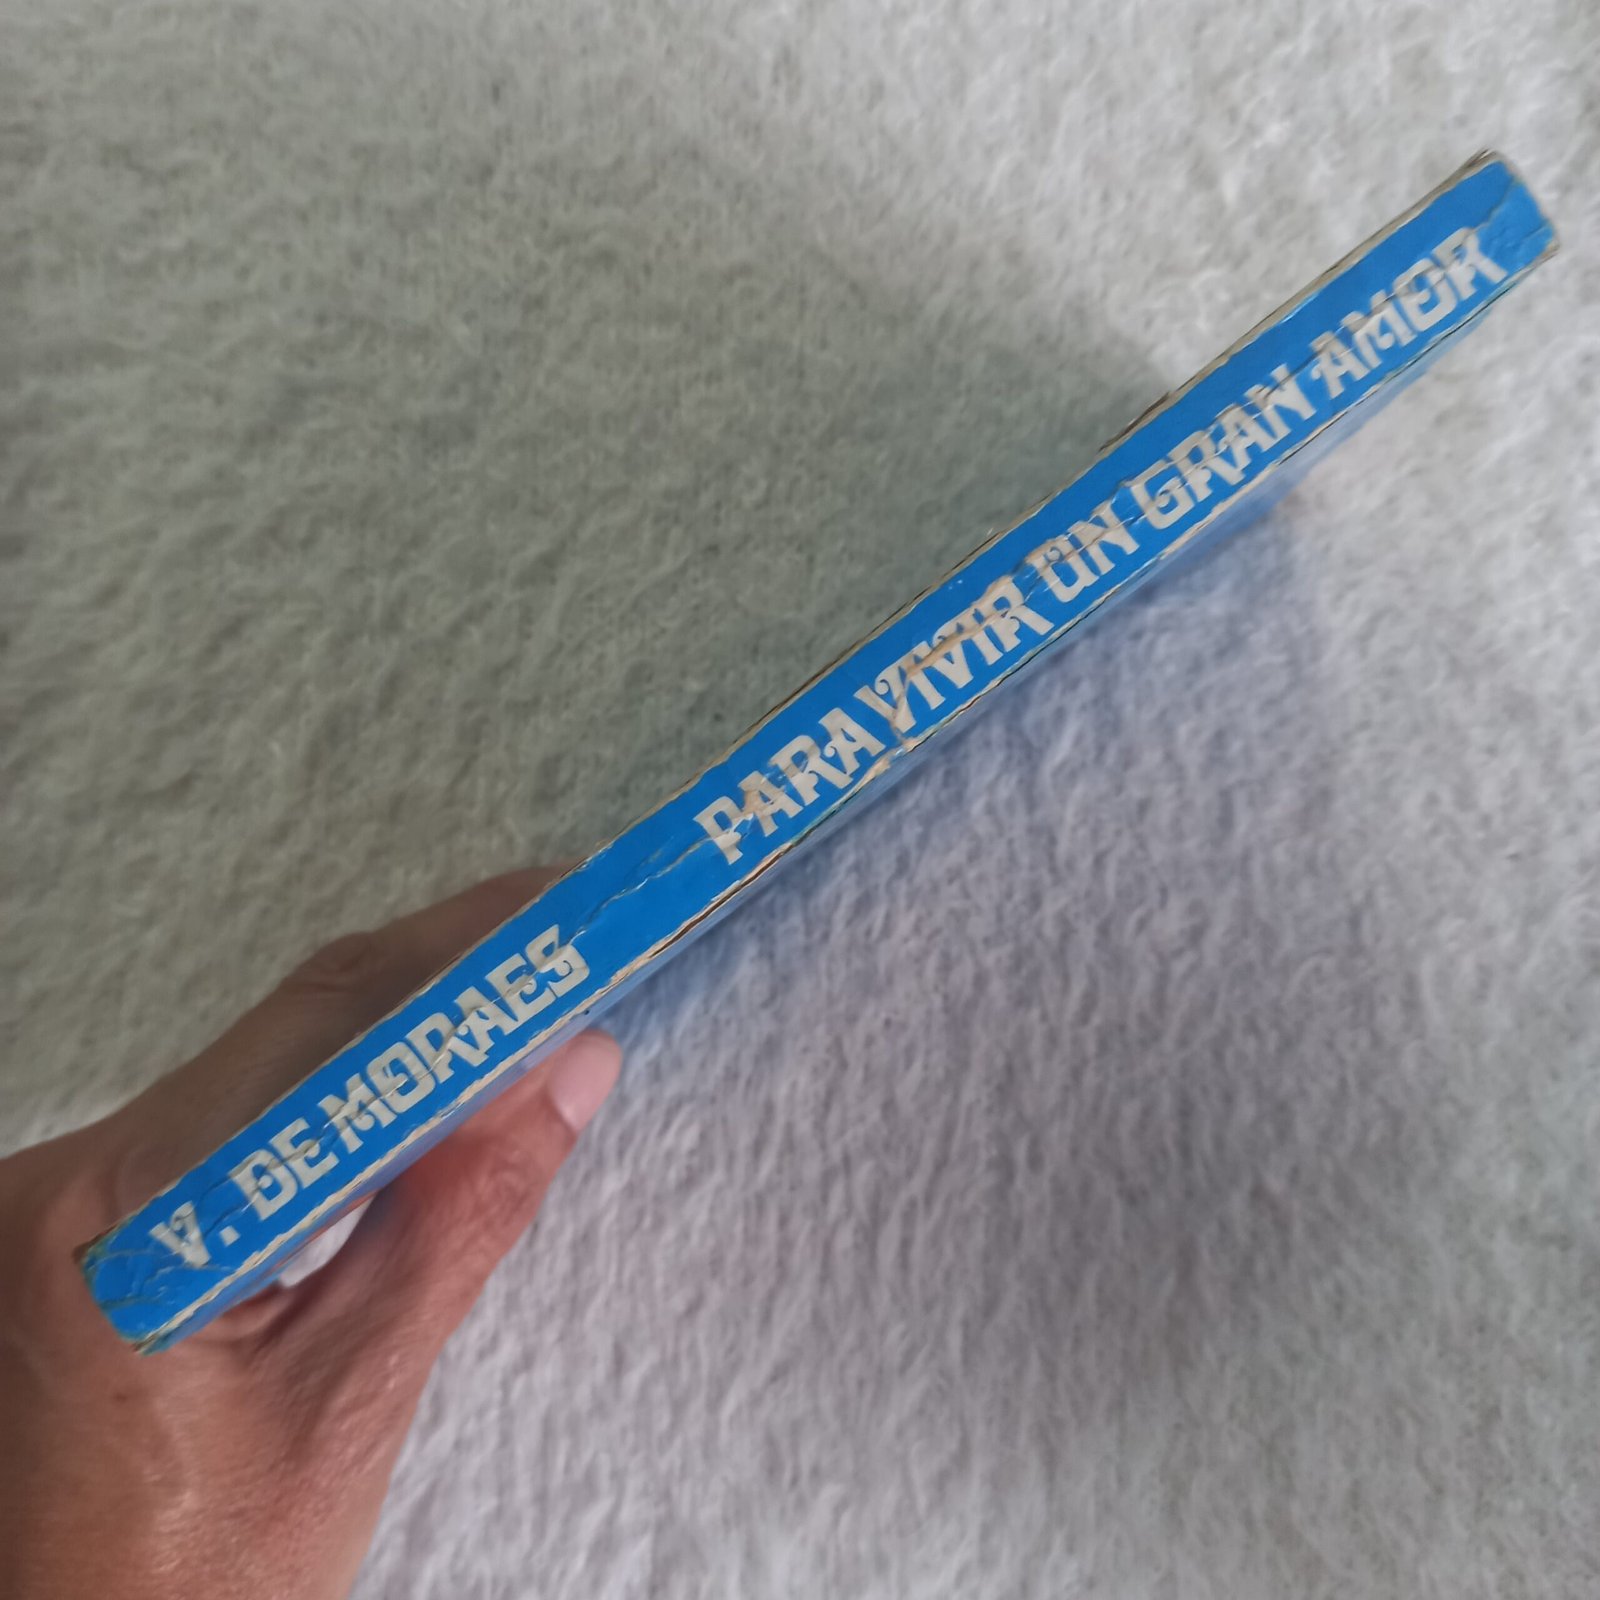 V. DE MORAES PARA VIVIR UN GRAN AMOR